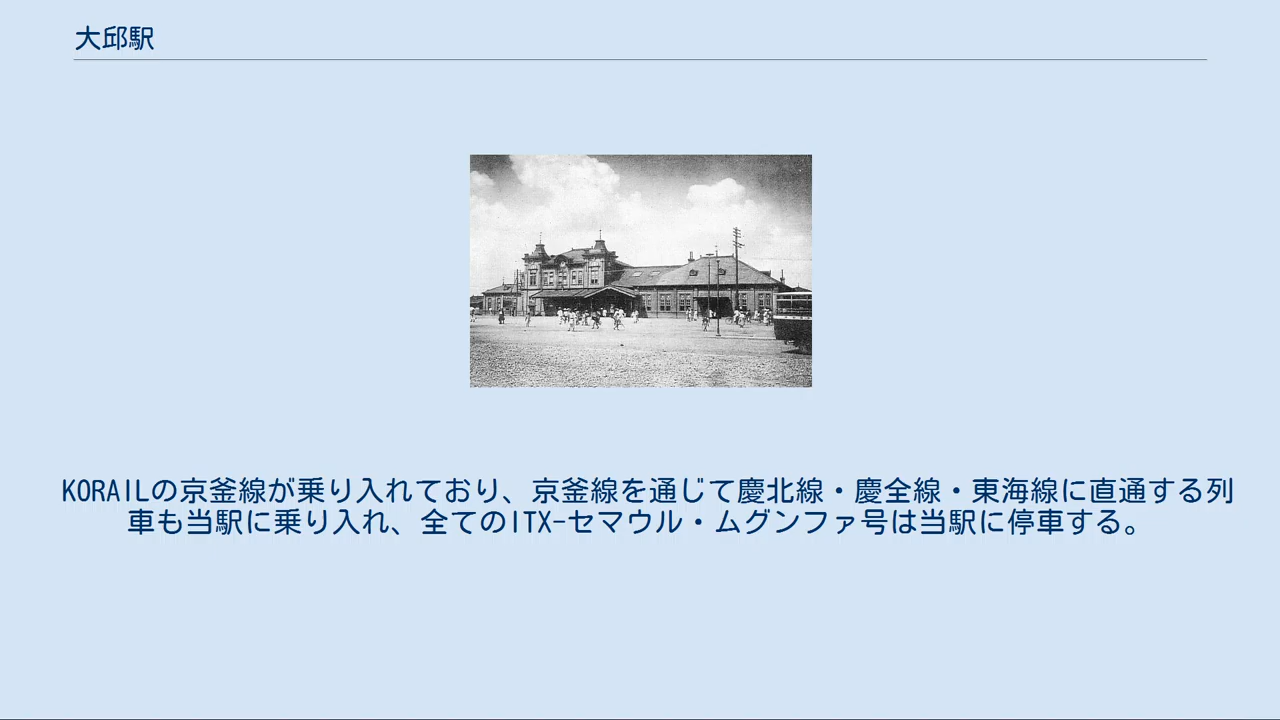 大邱駅
KORAILの京釜線が乗り入れており、京釜線を通じて慶北線・慶全線・東海線に直通する列
車も当駅に乗り入れ、全てのITX-セマウル・ムグンファ号は当駅に停車する。